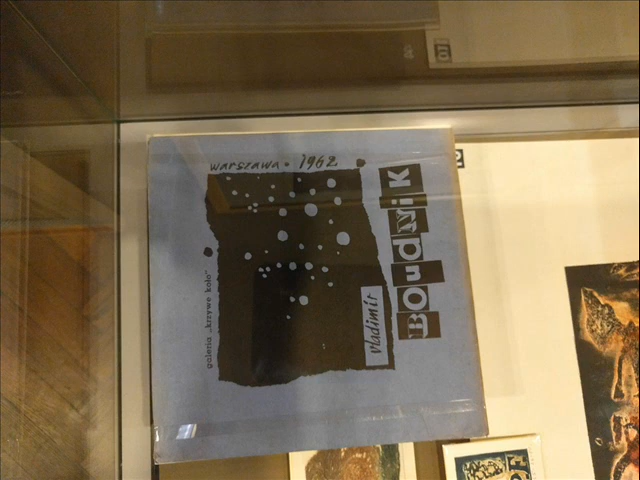 warszawa • 1962
vladimir
BOUdNiK
galeria „krzywe koło”